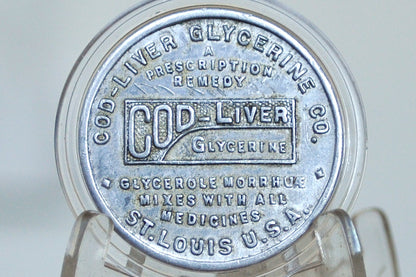 COD-LIVER GLYCERINE CO.
A
PRESCRIPTION
REMEDY
COD-LIVER
GLYCERINE
GLYCEROLE MORRHUÆ
MIXES WITH ALL
MEDICINES.
ST. LOUIS U.S.A.